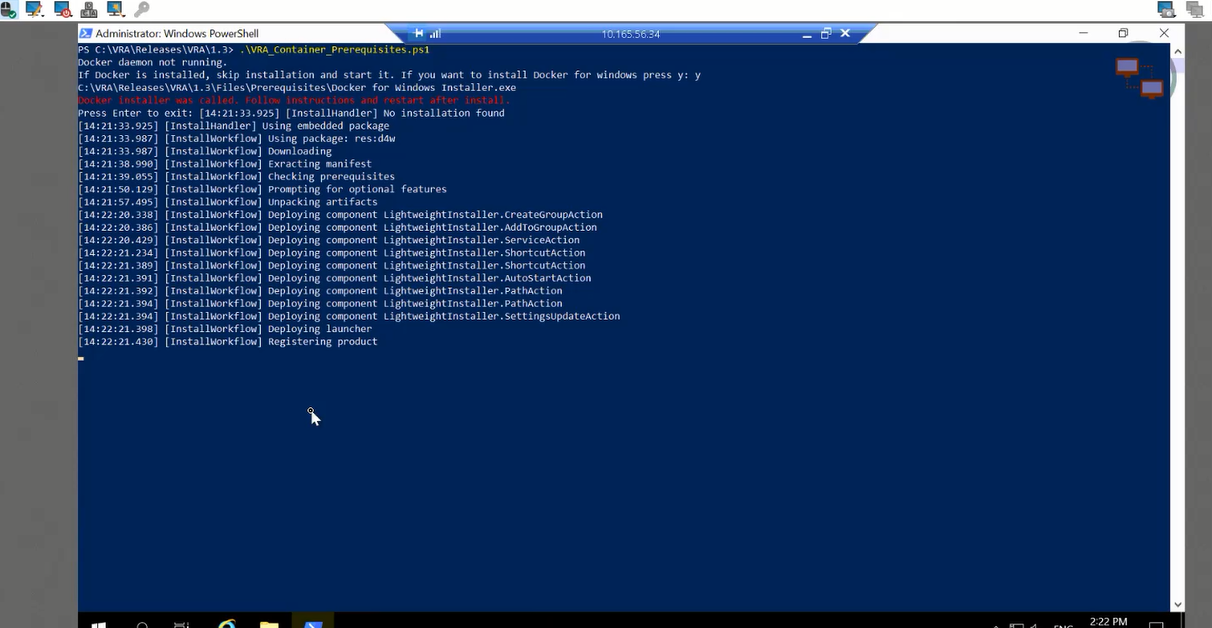 Administrator: Windows PowerShell
10.165.56.34
PS C:\VRA\Releases\VRA\1.3> .\VRA_Container_Prerequisites.ps1
Docker daemon not running.
If Docker is installed, skip installation and start it. If you want to install Docker for windows press y: y
C:\VRA\Releases\VRA\1.3\Files\Prerequisites\Docker for Windows Installer.exe
Docker installer was called. Follow instructions and restart after install.
Press Enter to exit: [14:21:33.925] [InstallHandler] No installation found
[14:21:33.925] [InstallHandler] Using embedded package
[14:21:33.987] [InstallWorkflow] Using package: res:d4w
[14:21:33.987] [InstallWorkflow] Downloading
[14:21:38.990] [InstallWorkflow] Exracting manifest
[14:21:39.055] [InstallWorkflow] Checking prerequisites
[14:21:50.129] [InstallWorkflow] Prompting for optional features
[14:21:57.495] [InstallWorkflow] Unpacking artifacts
[14:22:20.338] [InstallWorkflow] Deploying component LightweightInstaller.CreateGroupAction
[14:22:20.386] [InstallWorkflow] Deploying component LightweightInstaller.AddToGroupAction
[14:22:20.429] [InstallWorkflow] Deploying component LightweightInstaller.ServiceAction
[14:22:21.234] [InstallWorkflow] Deploying component LightweightInstaller.ShortcutAction
[14:22:21.389] [InstallWorkflow] Deploying component LightweightInstaller.ShortcutAction
[14:22:21.391] [InstallWorkflow] Deploying component LightweightInstaller.AutoStartAction
[14:22:21.392] [InstallWorkflow] Deploying component LightweightInstaller.PathAction
[14:22:21.394] [InstallWorkflow] Deploying component LightweightInstaller.PathAction
[14:22:21.394] [InstallWorkflow] Deploying component LightweightInstaller.SettingsUpdateAction
[14:22:21.398] [InstallWorkflow] Deploying launcher
[14:22:21.430] [InstallWorkflow] Registering product
2:22 PM
ENG